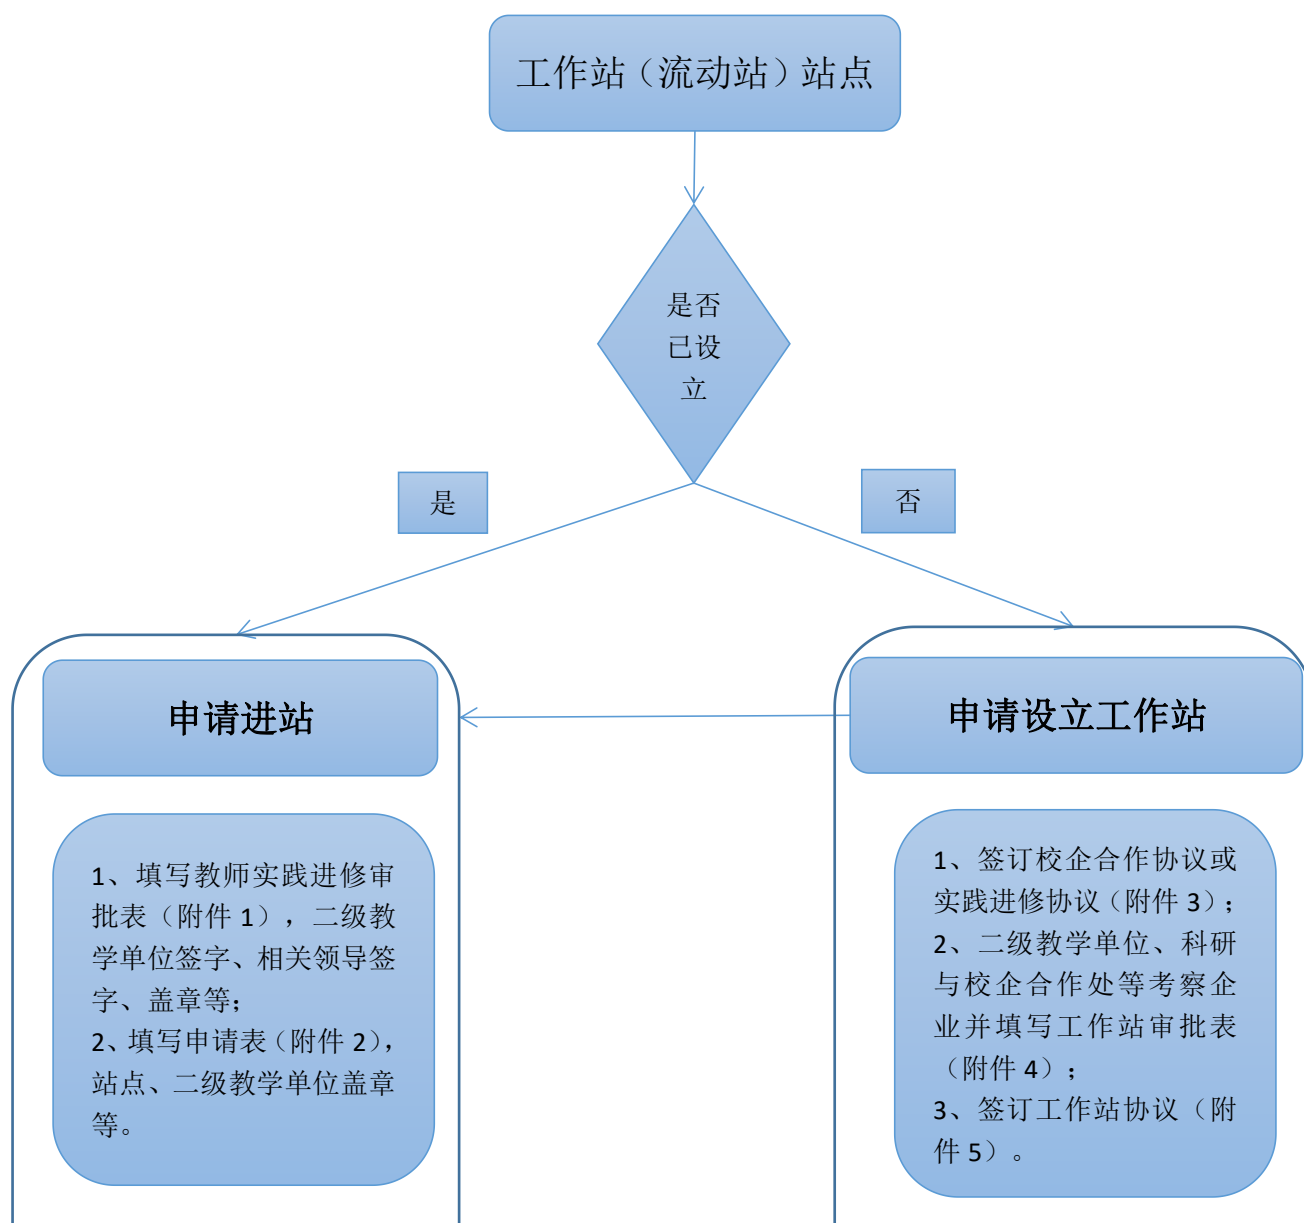 工作站（流动站）站点
是否
已设
立
是
否
申请进站
1、填写教师实践进修审
批表（附件 1），二级教
学单位签字、相关领导签
字、盖章等；
2、填写申请表（附件 2），
站点、二级教学单位盖章
等。
申请设立工作站
1、签订校企合作协议或
实践进修协议（附件 3）；
2、二级教学单位、科研
与校企合作处等考察企
业并填写工作站审批表
（附件 4）；
3、签订工作站协议（附
件 5）。